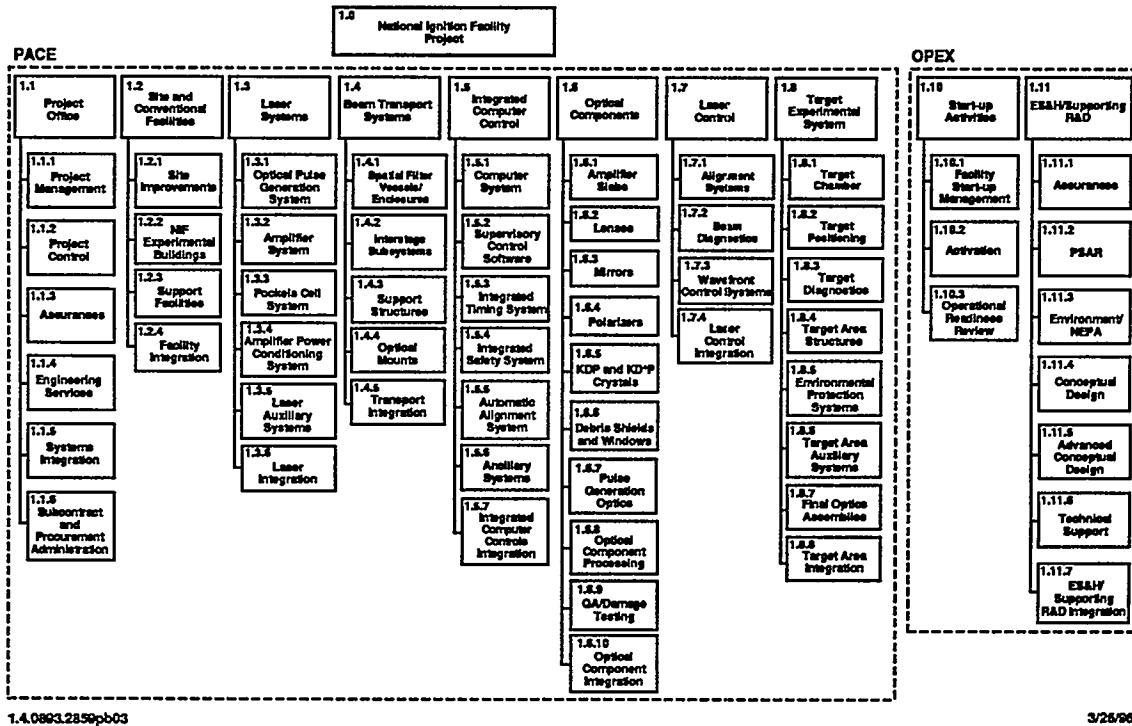 1.0
National Ignition Facility
Project
PACE
1.1
Project
Office
1.1.1
Project
Management
1.1.2
Project
Control
1.1.3
Assurances
1.1.4
Engineering
Services
1.1.5
Systems
Integration
1.1.6
Subcontract
and
Procurement
Administration
1.2
Site and
Conventional
Facilities
1.2.1
Site
Improvements
1.2.2
NIF
Experimental
Buildings
1.2.3
Support
Facilities
1.2.4
Facility
Integration
1.3
Laser
Systems
1.3.1
Optical Pulse
Generation
System
1.3.2
Amplifier
System
1.3.3
Pockels Cell
System
1.3.4
Amplifier Power
Conditioning
System
1.3.5
Laser
Auxiliary
Systems
1.3.6
Laser
Integration
1.4
Beam Transport
Systems
1.4.1
Spatial Filter
Vessels/
Enclosures
1.4.2
Interstage
Subsystems
1.4.3
Support
Structures
1.4.4
Optical
Mounts
1.4.5
Transport
Integration
1.5
Integrated
Computer
Control
1.5.1
Computer
System
1.5.2
Supervisory
Control
Software
1.5.3
Integrated
Timing System
1.5.4
Integrated
Safety System
1.5.5
Automatic
Alignment
System
1.5.6
Ancillary
Systems
1.5.7
Integrated
Computer
Controls
Integration
1.6
Optical
Components
1.6.1
Amplifier
Slabs
1.6.2
Lenses
1.6.3
Mirrors
1.6.4
Polarizers
1.6.5
KDP and KD*P
Crystals
1.6.6
Debris Shields
and Windows
1.6.7
Pulse
Generation
Optics
1.6.8
Optical
Component
Processing
1.6.9
QA/Damage
Testing
1.6.10
Optical
Component
Integration
1.7
Laser
Control
1.7.1
Alignment
Systems
1.7.2
Beam
Diagnostics
1.7.3
Wavefront
Control Systems
1.7.4
Laser
Control
Integration
1.8
Target
Experimental
System
1.8.1
Target
Chamber
1.8.2
Target
Positioning
1.8.3
Target
Diagnostics
1.8.4
Target Area
Structures
1.8.5
Environmental
Protection
Systems
1.8.6
Target Area
Auxiliary
Systems
1.8.7
Final Optics
Assemblies
1.8.8
Target Area
Integration
OPEX
1.10
Start-up
Activities
1.10.1
Facility
Start-up
Management
1.10.2
Activation
1.10.3
Operational
Readiness
Review
1.11
ES&H/Supporting
R&D
1.11.1
Assurances
1.11.2
PSAR
1.11.3
Environment/
NEPA
1.11.4
Conceptual
Design
1.11.5
Advanced
Conceptual
Design
1.11.6
Technical
Support
1.11.7
ES&H/
Supporting
R&D Integration
1.4.0893.2859pb03